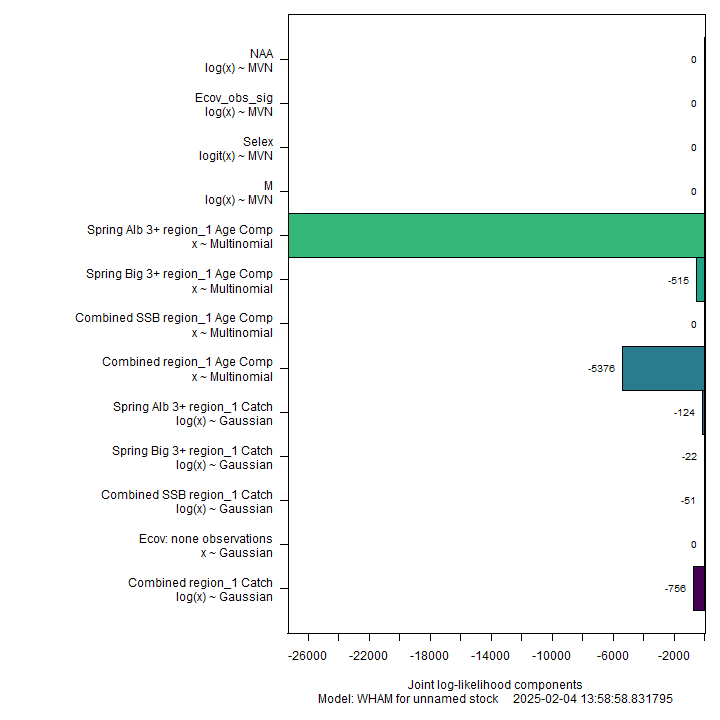 NAA
log(x) ~ MVN
0
Ecov_obs_sig
log(x) ~ MVN
0
Selex
logit(x) ~ MVN
0
M
log(x) ~ MVN
0
Spring Alb 3+ region_1 Age Comp
x ~ Multinomial
Spring Big 3+ region_1 Age Comp
x ~ Multinomial
-515
Combined SSB region_1 Age Comp
x ~ Multinomial
0
Combined region_1 Age Comp
x ~ Multinomial
-5376
Spring Alb 3+ region_1 Catch
log(x) ~ Gaussian
-124
Spring Big 3+ region_1 Catch
log(x) ~ Gaussian
-22
Combined SSB region_1 Catch
log(x) ~ Gaussian
-51
Ecov: none observations
x ~ Gaussian
0
Combined region_1 Catch
log(x) ~ Gaussian
-756
-26000 -22000 -18000 -14000 -10000 -6000 -2000
Joint log-likelihood components
Model: WHAM for unnamed stock 2025-02-04 13:58:58.831795